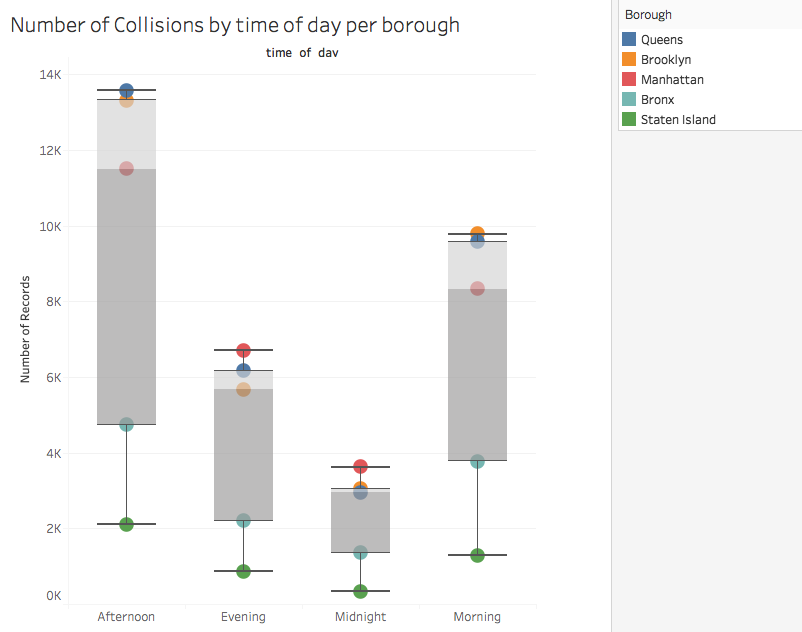 Number of Collisions by time of day per borough
time of day
14K
12K
10K
8K
6K
4K
2K
0K
Number of Records
Afternoon
Evening
Midnight
Morning
Borough
Queens
Brooklyn
Manhattan
Bronx
Staten Island